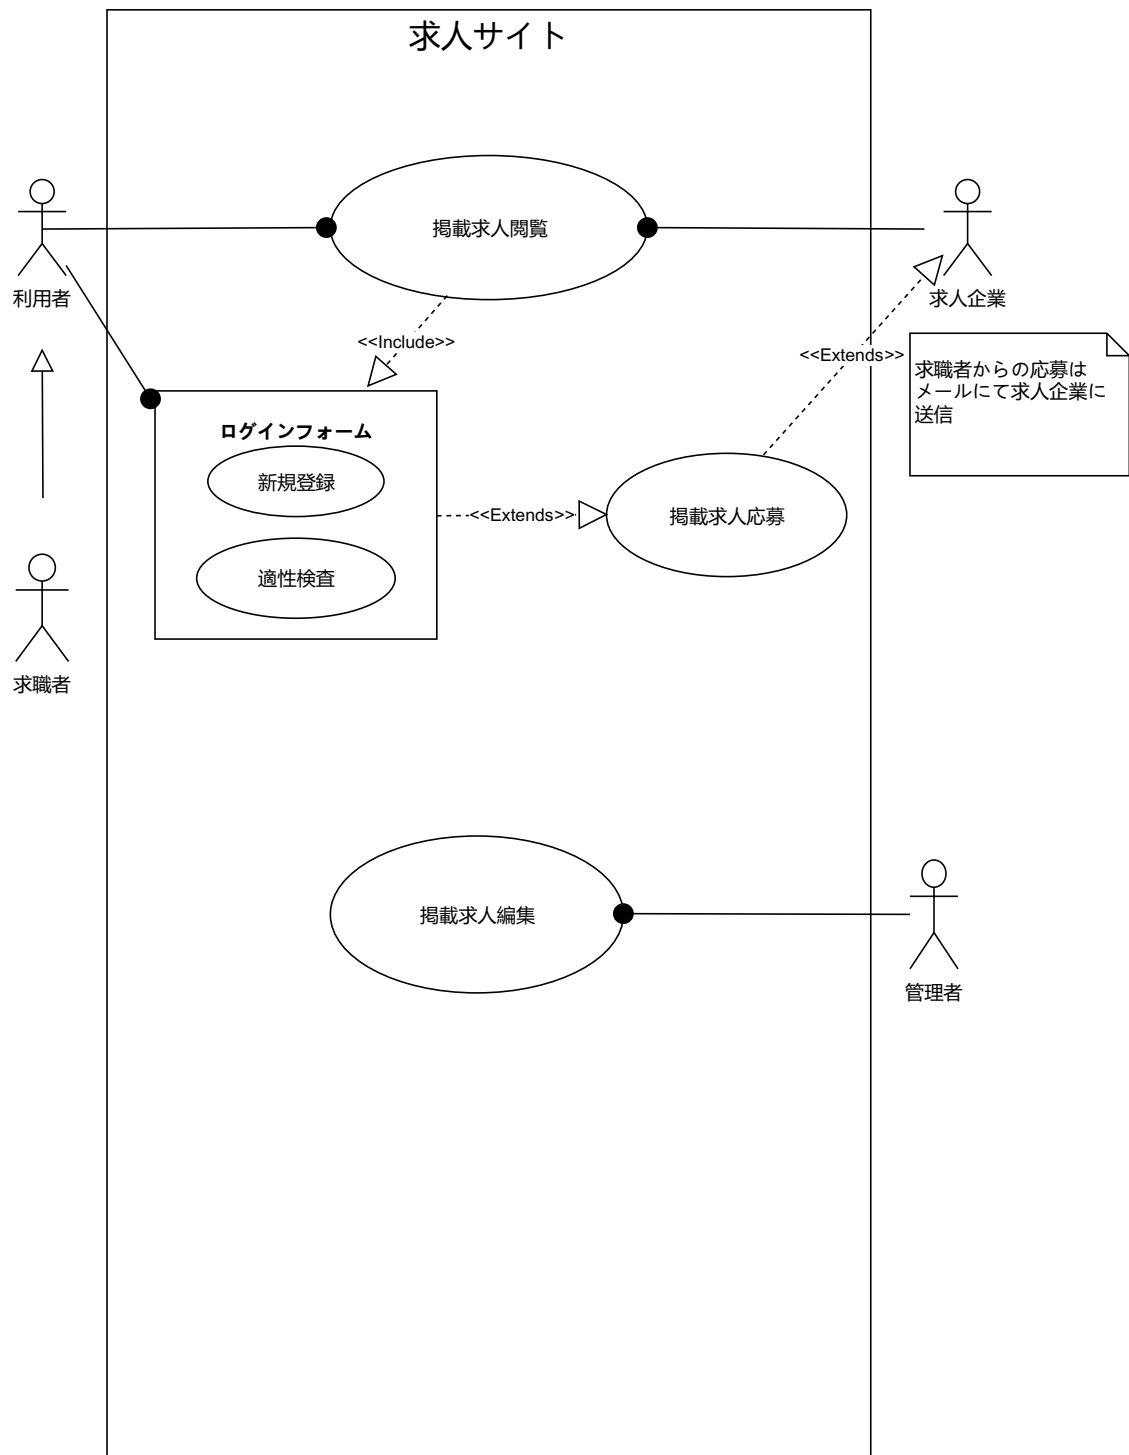 求人サイト
掲載求人閲覧
利用者
求人企業
<<Include>>
<<Extends>>
求職者からの応募は
メールにて求人企業に
送信
ログインフォーム
新規登録
<<Extends>>
掲載求人応募
適性検査
求職者
掲載求人編集
管理者